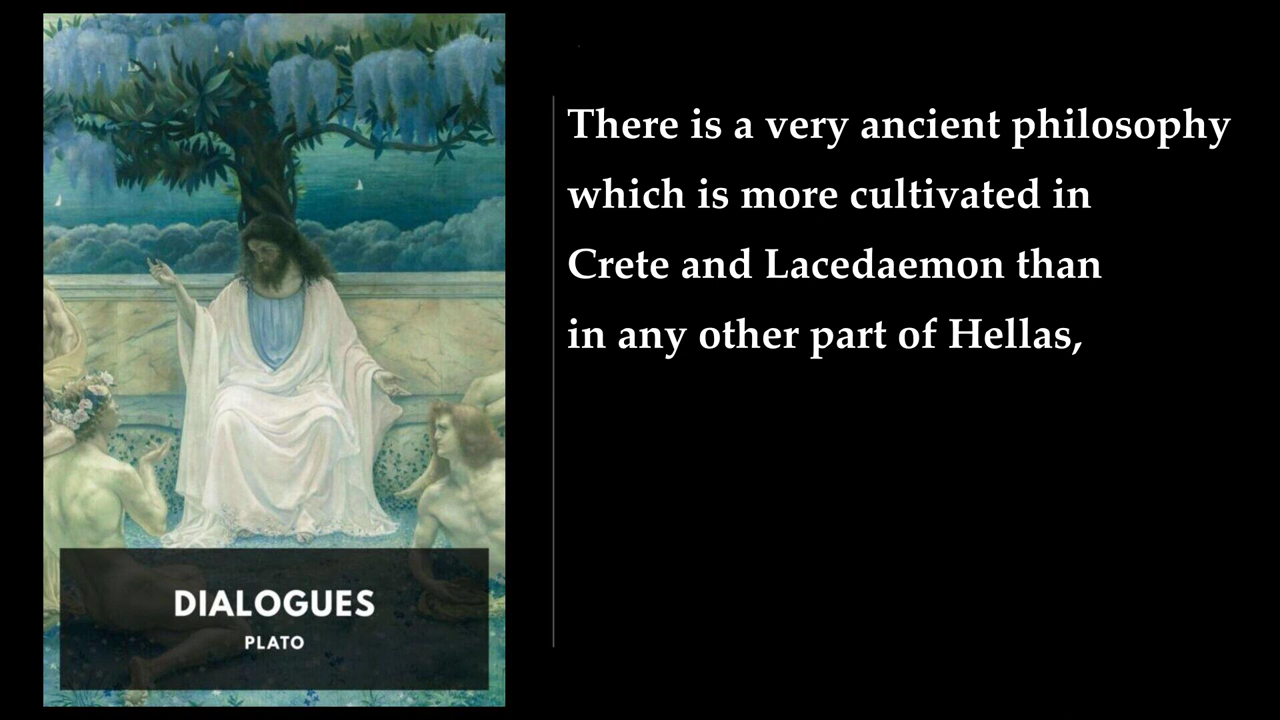 DIALOGUES
PLATO
There is a very ancient philosophy
which is more cultivated in
Crete and Lacedaemon than
in any other part of Hellas,